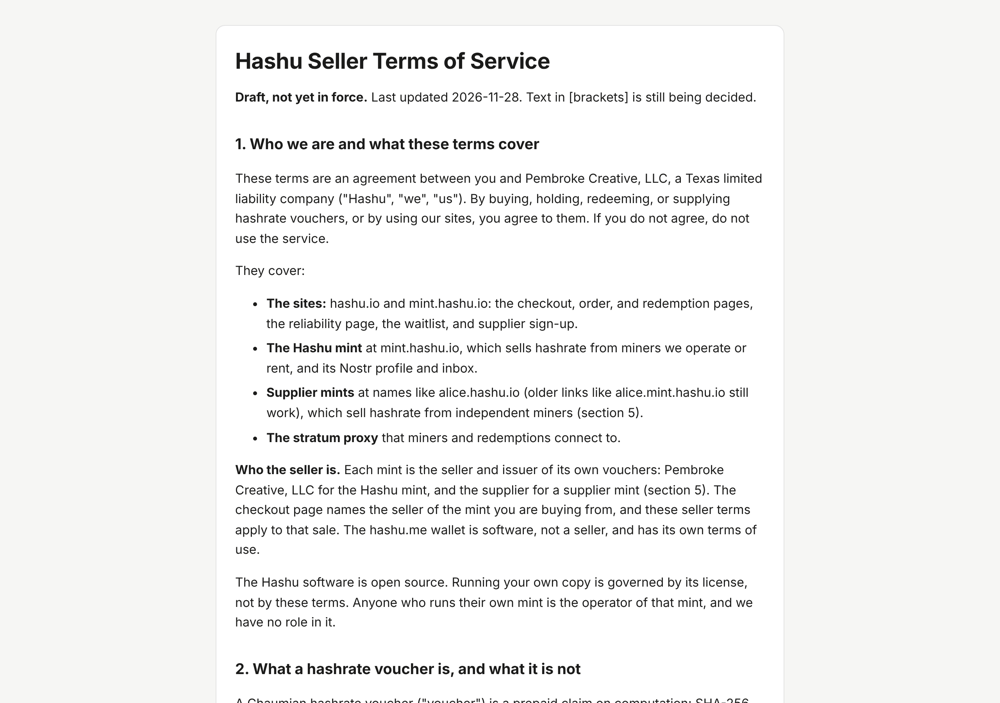 Hashu Seller Terms of Service
Draft, not yet in force. Last updated 2026-11-28. Text in [brackets] is still being decided.
1. Who we are and what these terms cover
These terms are an agreement between you and Pembroke Creative, LLC, a Texas limited
liability company ("Hashu", "we", "us"). By buying, holding, redeeming, or supplying
hashrate vouchers, or by using our sites, you agree to them. If you do not agree, do not
use the service.
They cover:
• The sites: hashu.io and mint.hashu.io: the checkout, order, and redemption pages,
the reliability page, the waitlist, and supplier sign-up.
• The Hashu mint at mint.hashu.io, which sells hashrate from miners we operate or
rent, and its Nostr profile and inbox.
• Supplier mints at names like alice.hashu.io (older links like alice.mint.hashu.io still
work), which sell hashrate from independent miners (section 5).
• The stratum proxy that miners and redemptions connect to.
Who the seller is. Each mint is the seller and issuer of its own vouchers: Pembroke
Creative, LLC for the Hashu mint, and the supplier for a supplier mint (section 5). The
checkout page names the seller of the mint you are buying from, and these seller terms
apply to that sale. The hashu.me wallet is software, not a seller, and has its own terms of
use.
The Hashu software is open source. Running your own copy is governed by its license,
not by these terms. Anyone who runs their own mint is the operator of that mint, and we
have no role in it.
2. What a hashrate voucher is, and what it is not
A Chaumian hashrate voucher ("voucher") is a prepaid claim on computation: SHA-256